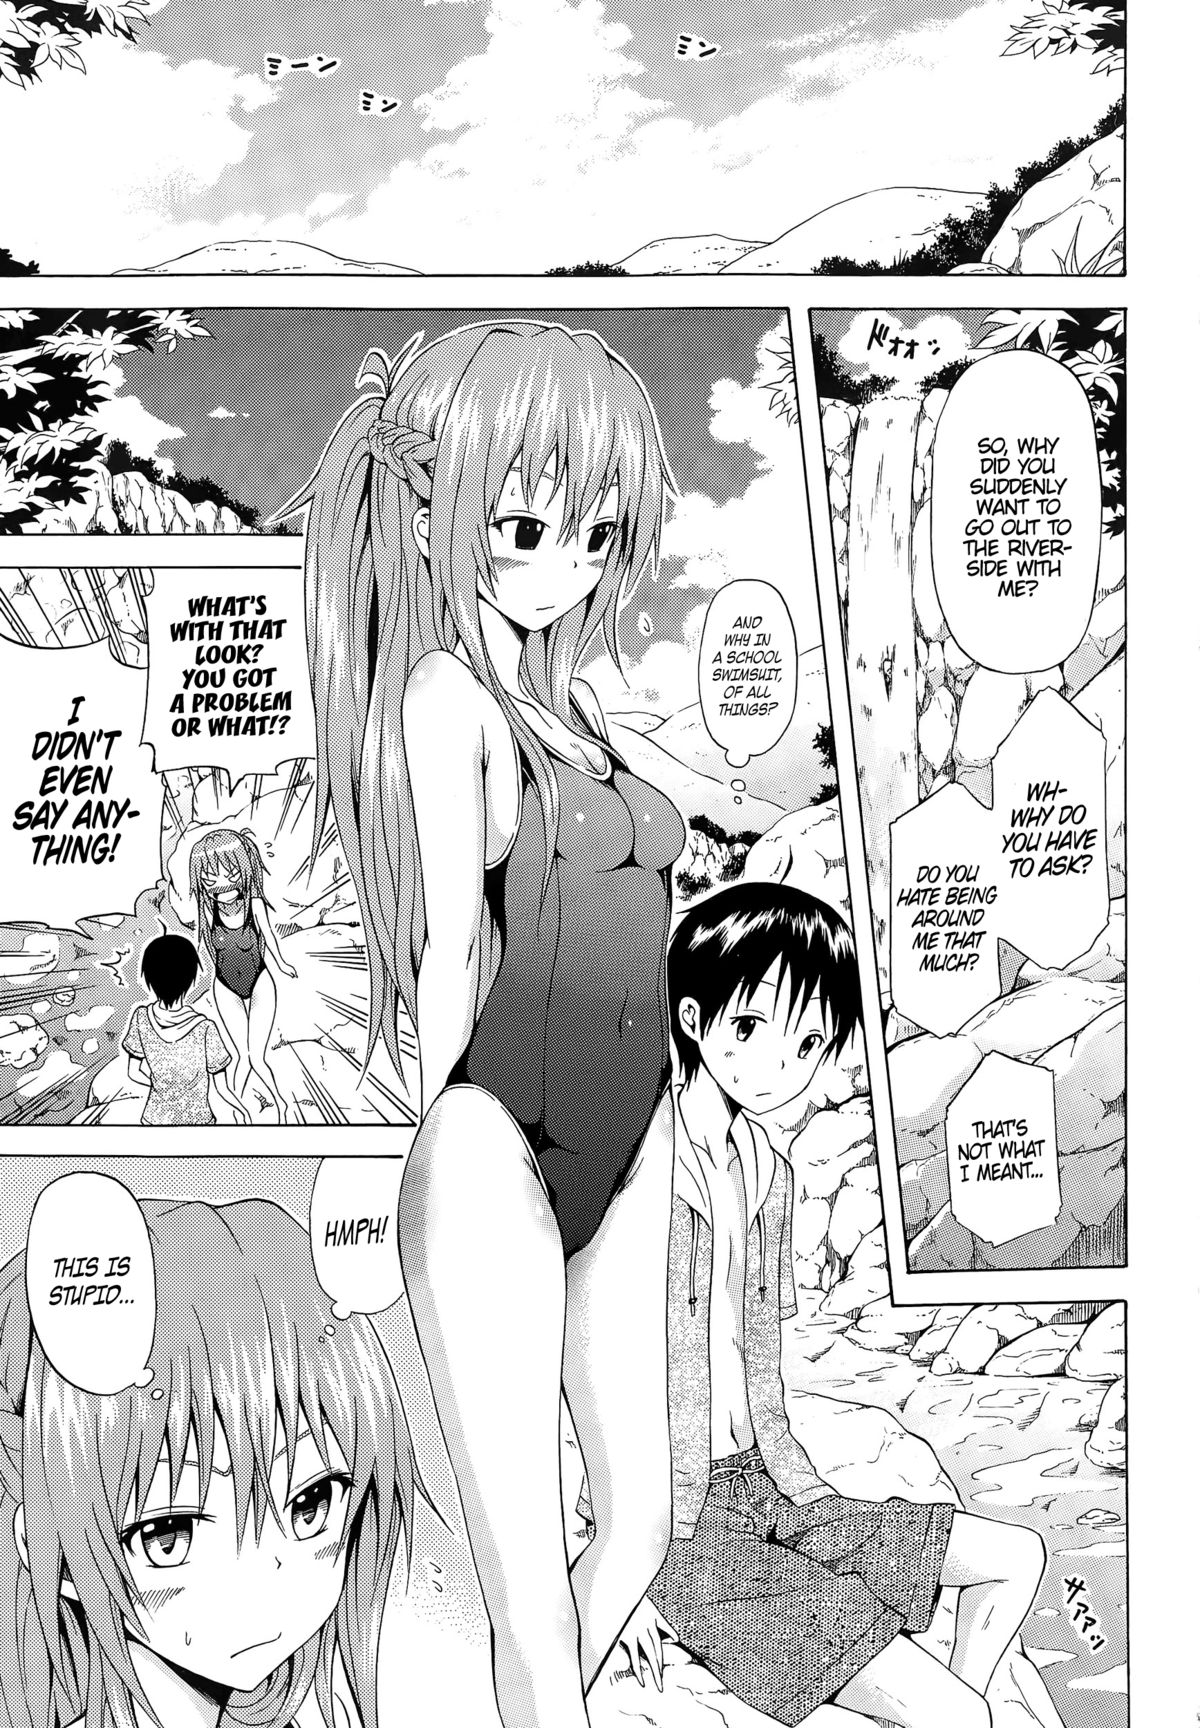 ミーン
ミン
ミン
ドオオッ
SO, WHY
DID YOU
SUDDENLY
WANT TO
GO OUT TO
THE RIVER-
SIDE WITH
ME?
WH-
WHY DO
YOU HAVE
TO ASK?
DO YOU
HATE BEING
AROUND
ME THAT
MUCH?
THAT'S
NOT WHAT
I MEANT...
AND
WHY IN
A SCHOOL
SWIMSUIT,
OF ALL
THINGS?
WHAT'S
WITH THAT
LOOK?
YOU GOT
A PROBLEM
OR WHAT!?
I
DIDN'T
EVEN
SAY ANY-
THING!
HMPH!
THIS IS
STUPID...
サアアッ